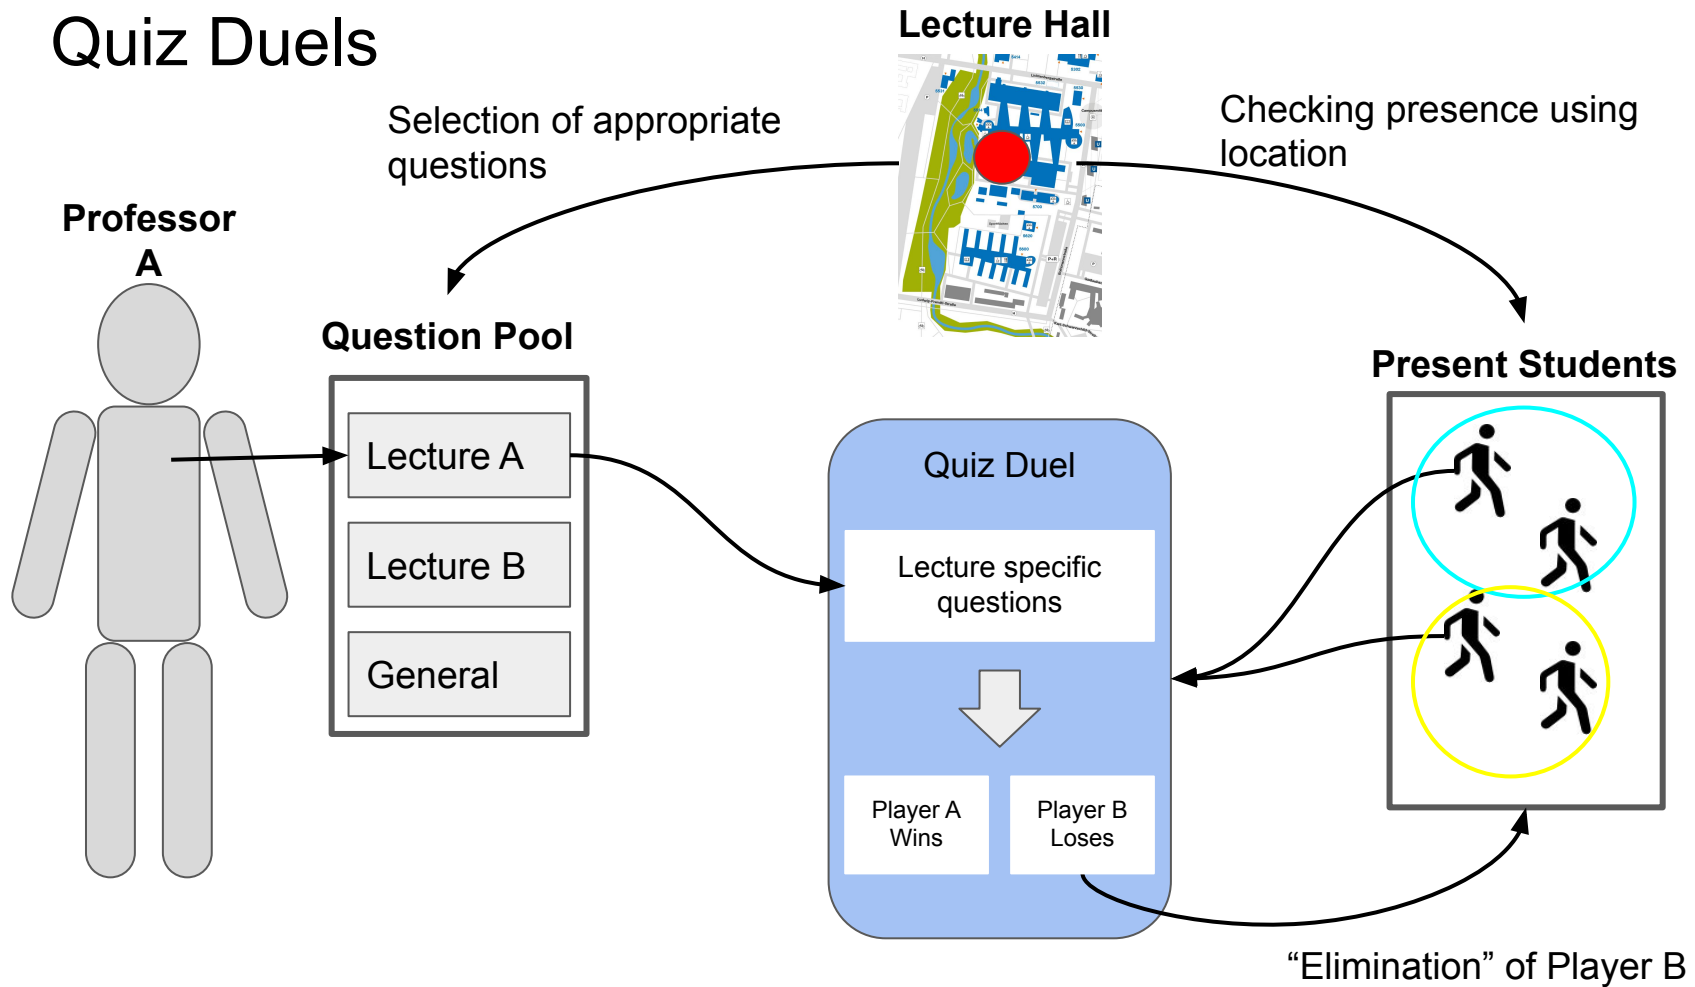 Quiz Duels
Lecture Hall
Selection of appropriate
questions
Checking presence using
location
Professor
A
Question Pool
Present Students
Lecture A
Lecture B
General
Quiz Duel
Lecture specific
questions
Player A
Wins
Player B
Loses
“Elimination” of Player B
P+R